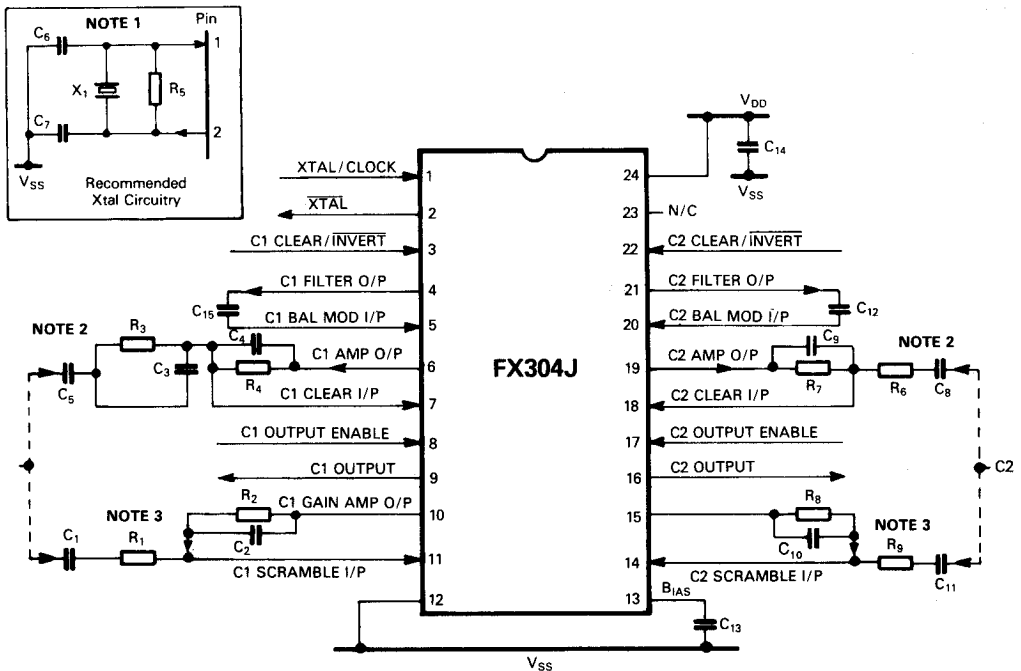 NOTE 1
Pin
C6
1
X1
R5
C7
2
VSS
Recommended
Xtal Circuitry
VDD
C14
VSS
XTAL/CLOCK
1
24
XTAL
2
23
N/C
C1 CLEAR/INVERT
3
22
C2 CLEAR/INVERT
C1 FILTER O/P
4
21
C2 FILTER O/P
C15
C12
C1 BAL MOD I/P
5
20
C2 BAL MOD I/P
NOTE 2
R3
C4
C9
NOTE 2
C3
C1 AMP O/P
6
FX304J
19
C2 AMP O/P
C5
R4
R7
R6
C8
C1 CLEAR I/P
7
18
C2 CLEAR I/P
C1 OUTPUT ENABLE
8
17
C2 OUTPUT ENABLE
C2
C1 OUTPUT
9
16
C2 OUTPUT
R2
C1 GAIN AMP O/P
10
15
R8
NOTE 3
NOTE 3
C1
R1
C2
C10
R9
C11
11
14
C1 SCRAMBLE I/P
C2 SCRAMBLE I/P
12
13
BIAS
C13
VSS